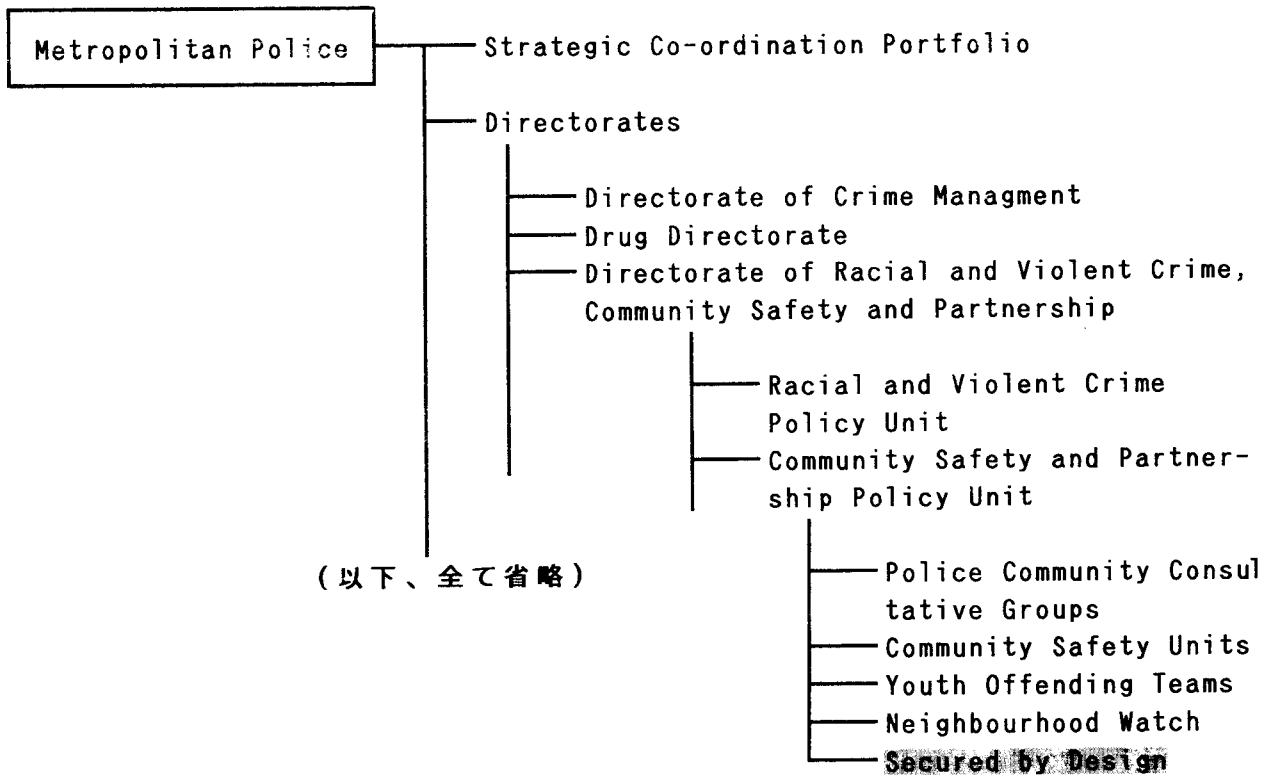 Metropolitan Police
Strategic Co-ordination Portfolio
Directorates
Directorate of Crime Managment
Drug Directorate
Directorate of Racial and Violent Crime,
Community Safety and Partnership
Racial and Violent Crime
Policy Unit
Community Safety and Partner-
ship Policy Unit
(以下、全て省略)
Police Community Consul
tative Groups
Community Safety Units
Youth Offending Teams
Neighbourhood Watch
Secured by Design